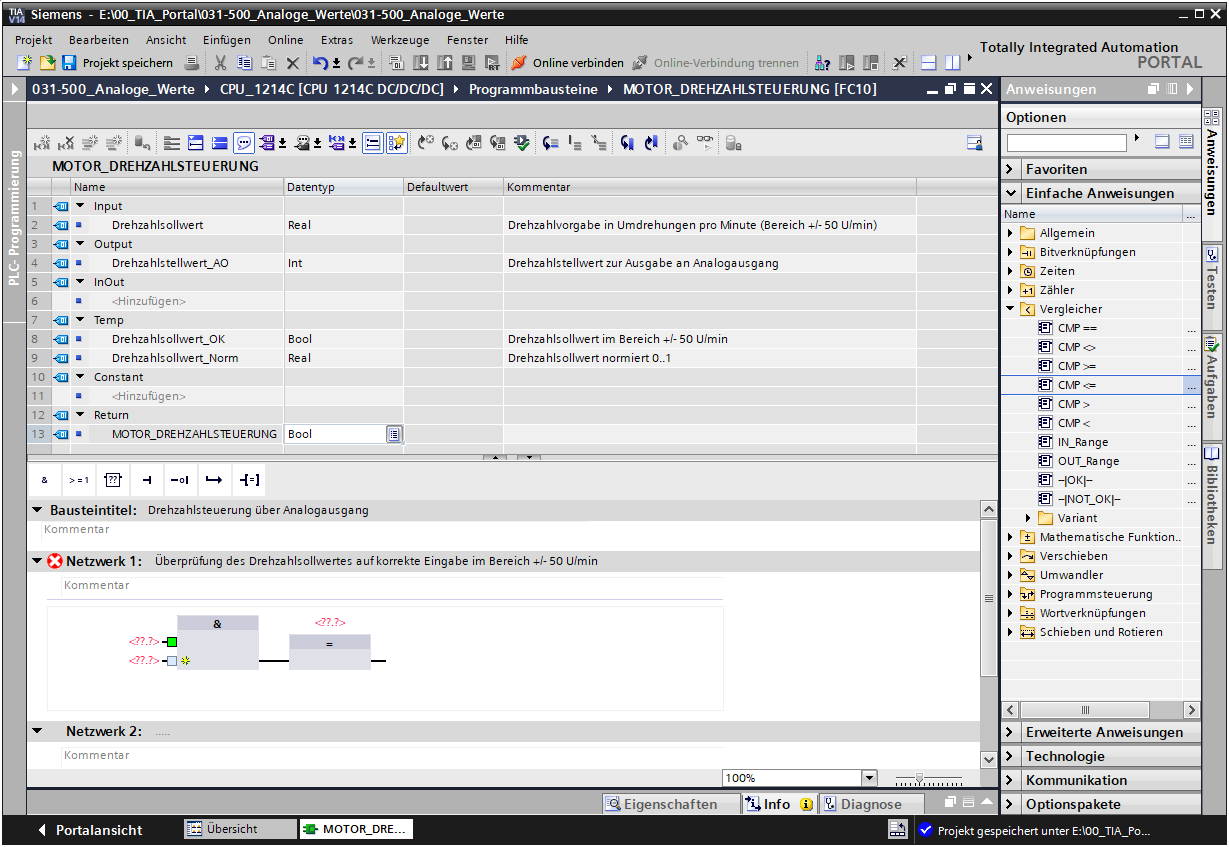 TIA V14 Siemens - E:\00_TIA_Portal\031-500_Analoge_Werte\031-500_Analoge_Werte
Projekt Bearbeiten Ansicht Einfügen Online Extras Werkzeuge Fenster Hilfe
Totally Integrated Automation
PORTAL
Projekt speichern Online verbinden Online-Verbindung trennen
031-500_Analoge_Werte CPU_1214C [CPU 1214C DC/DC/DC] Programmbausteine MOTOR_DREHZAHLSTEUERUNG [FC10]
PLC- Programmierung
MOTOR_DREHZAHLSTEUERUNG
Name Datentyp Defaultwert Kommentar
1 Input
2 Drehzahlsollwert Real Drehzahlvorgabe in Umdrehungen pro Minute (Bereich +/- 50 U/min)
3 Output
4 Drehzahlstellwert_AO Int Drehzahlstellwert zur Ausgabe an Analogausgang
5 InOut
6 <Hinzufügen>
7 Temp
8 Drehzahlsollwert_OK Bool Drehzahlsollwert im Bereich +/- 50 U/min
9 Drehzahlsollwert_Norm Real Drehzahlsollwert normiert 0..1
10 Constant
11 <Hinzufügen>
12 Return
13 MOTOR_DREHZAHLSTEUERUNG Bool
& >=1 ?? -| -o| [=]
Bausteintitel: Drehzahlsteuerung über Analogausgang
Kommentar
Netzwerk 1: Überprüfung des Drehzahlsollwertes auf korrekte Eingabe im Bereich +/- 50 U/min
Kommentar
& <??.?>
<??.?> =
<??.?>
Netzwerk 2: .....
Kommentar
100%
Eigenschaften Info Diagnose
Anweisungen
Optionen
Favoriten
Einfache Anweisungen
Name ...
Allgemein
Bitverknüpfungen
Zeiten
Zähler
Vergleicher
CMP == ...
CMP <> ...
CMP >= ...
CMP <= ...
CMP > ...
CMP < ...
IN_Range ...
OUT_Range ...
--|OK|-- ...
--|NOT_OK|-- ...
Variant
Mathematische Funktion..
Verschieben
Umwandler
Programmsteuerung
Wortverknüpfungen
Schieben und Rotieren
Erweiterte Anweisungen
Technologie
Kommunikation
Optionspakete
Anweisungen
Testen
Aufgaben
Bibliotheken
Portalansicht Übersicht MOTOR_DRE... Projekt gespeichert unter E:\00_TIA_Po...